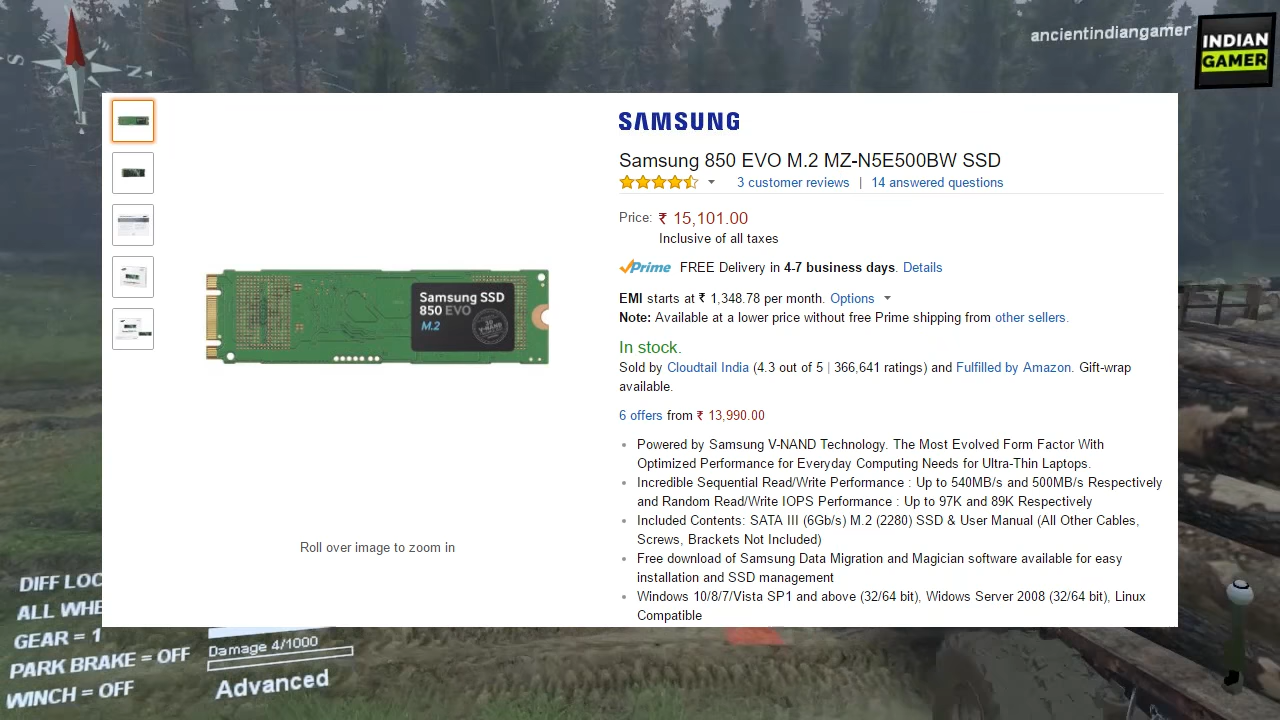 S
N
ancientindiangamer
INDIAN
GAMER
SAMSUNG
Samsung 850 EVO M.2 MZ-N5E500BW SSD
3 customer reviews | 14 answered questions
Price: ₹ 15,101.00
Inclusive of all taxes
Prime FREE Delivery in 4-7 business days. Details
EMI starts at ₹ 1,348.78 per month. Options
Note: Available at a lower price without free Prime shipping from other sellers.
In stock.
Sold by Cloudtail India (4.3 out of 5 | 366,641 ratings) and Fulfilled by Amazon. Gift-wrap
available.
6 offers from ₹ 13,990.00
• Powered by Samsung V-NAND Technology. The Most Evolved Form Factor With
Optimized Performance for Everyday Computing Needs for Ultra-Thin Laptops.
• Incredible Sequential Read/Write Performance : Up to 540MB/s and 500MB/s Respectively
and Random Read/Write IOPS Performance : Up to 97K and 89K Respectively
• Included Contents: SATA III (6Gb/s) M.2 (2280) SSD & User Manual (All Other Cables,
Screws, Brackets Not Included)
• Free download of Samsung Data Migration and Magician software available for easy
installation and SSD management
• Windows 10/8/7/Vista SP1 and above (32/64 bit), Widows Server 2008 (32/64 bit), Linux
Compatible
Samsung SSD
850 EVO
M.2
V-NAND
Roll over image to zoom in
DIFF LOC
ALL WHE
GEAR = 1
PARK BRAKE = OFF
WINCH = OFF
Damage 4/1000
Advanced